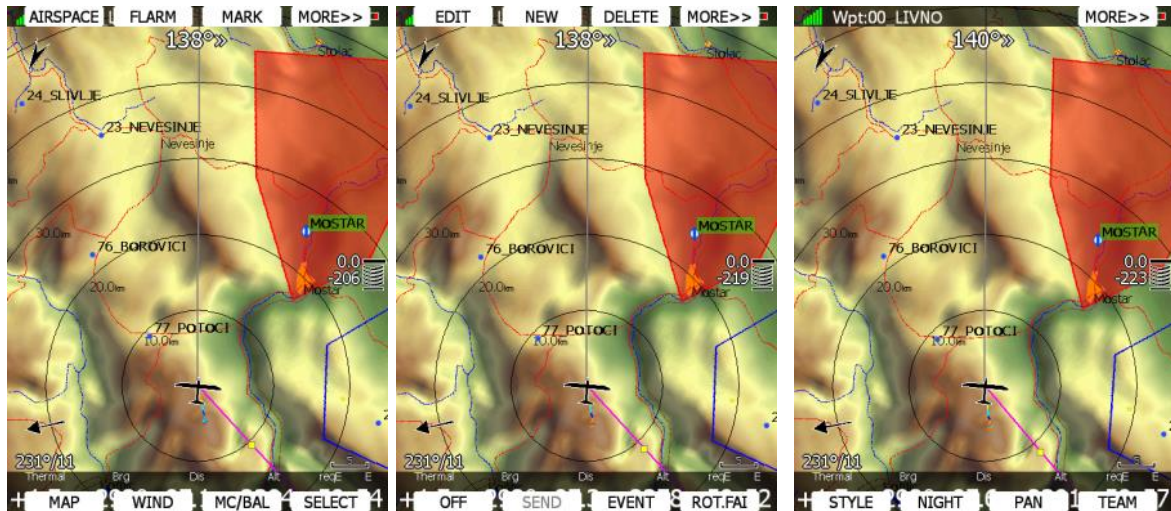 AIRSPACE FLARM MARK MORE>>
138°»
Stolac
24_SLIVLJE
23_NEVESINJE
Nevesinje
MOSTAR
30.0km
76_BOROVICI
0.0
-206
20.0km
Mostar
77_POTOCI
10.0km
231°/11
5
Thermal Brg Dis Alt reqE E
MAP WIND MC/BAL SELECT
EDIT NEW DELETE MORE>>
138°»
Stolac
24_SLIVLJE
23_NEVESINJE
Nevesinje
MOSTAR
30.0km
76_BOROVICI
0.0
-219
20.0km
Mostar
77_POTOCI
10.0km
231°/11
5
Thermal Brg Dis Alt reqE E
OFF SEND EVENT ROT.FAI
Wpt:00_LIVNO MORE>>
140°»
Stolac
24_SLIVLJE
23_NEVESINJE
Nevesinje
MOSTAR
30.0km
76_BOROVICI
0.0
-223
20.0km
Mostar
77_POTOCI
10.0km
231°/11
5
Thermal Brg Dis Alt reqE E
STYLE NIGHT PAN TEAM